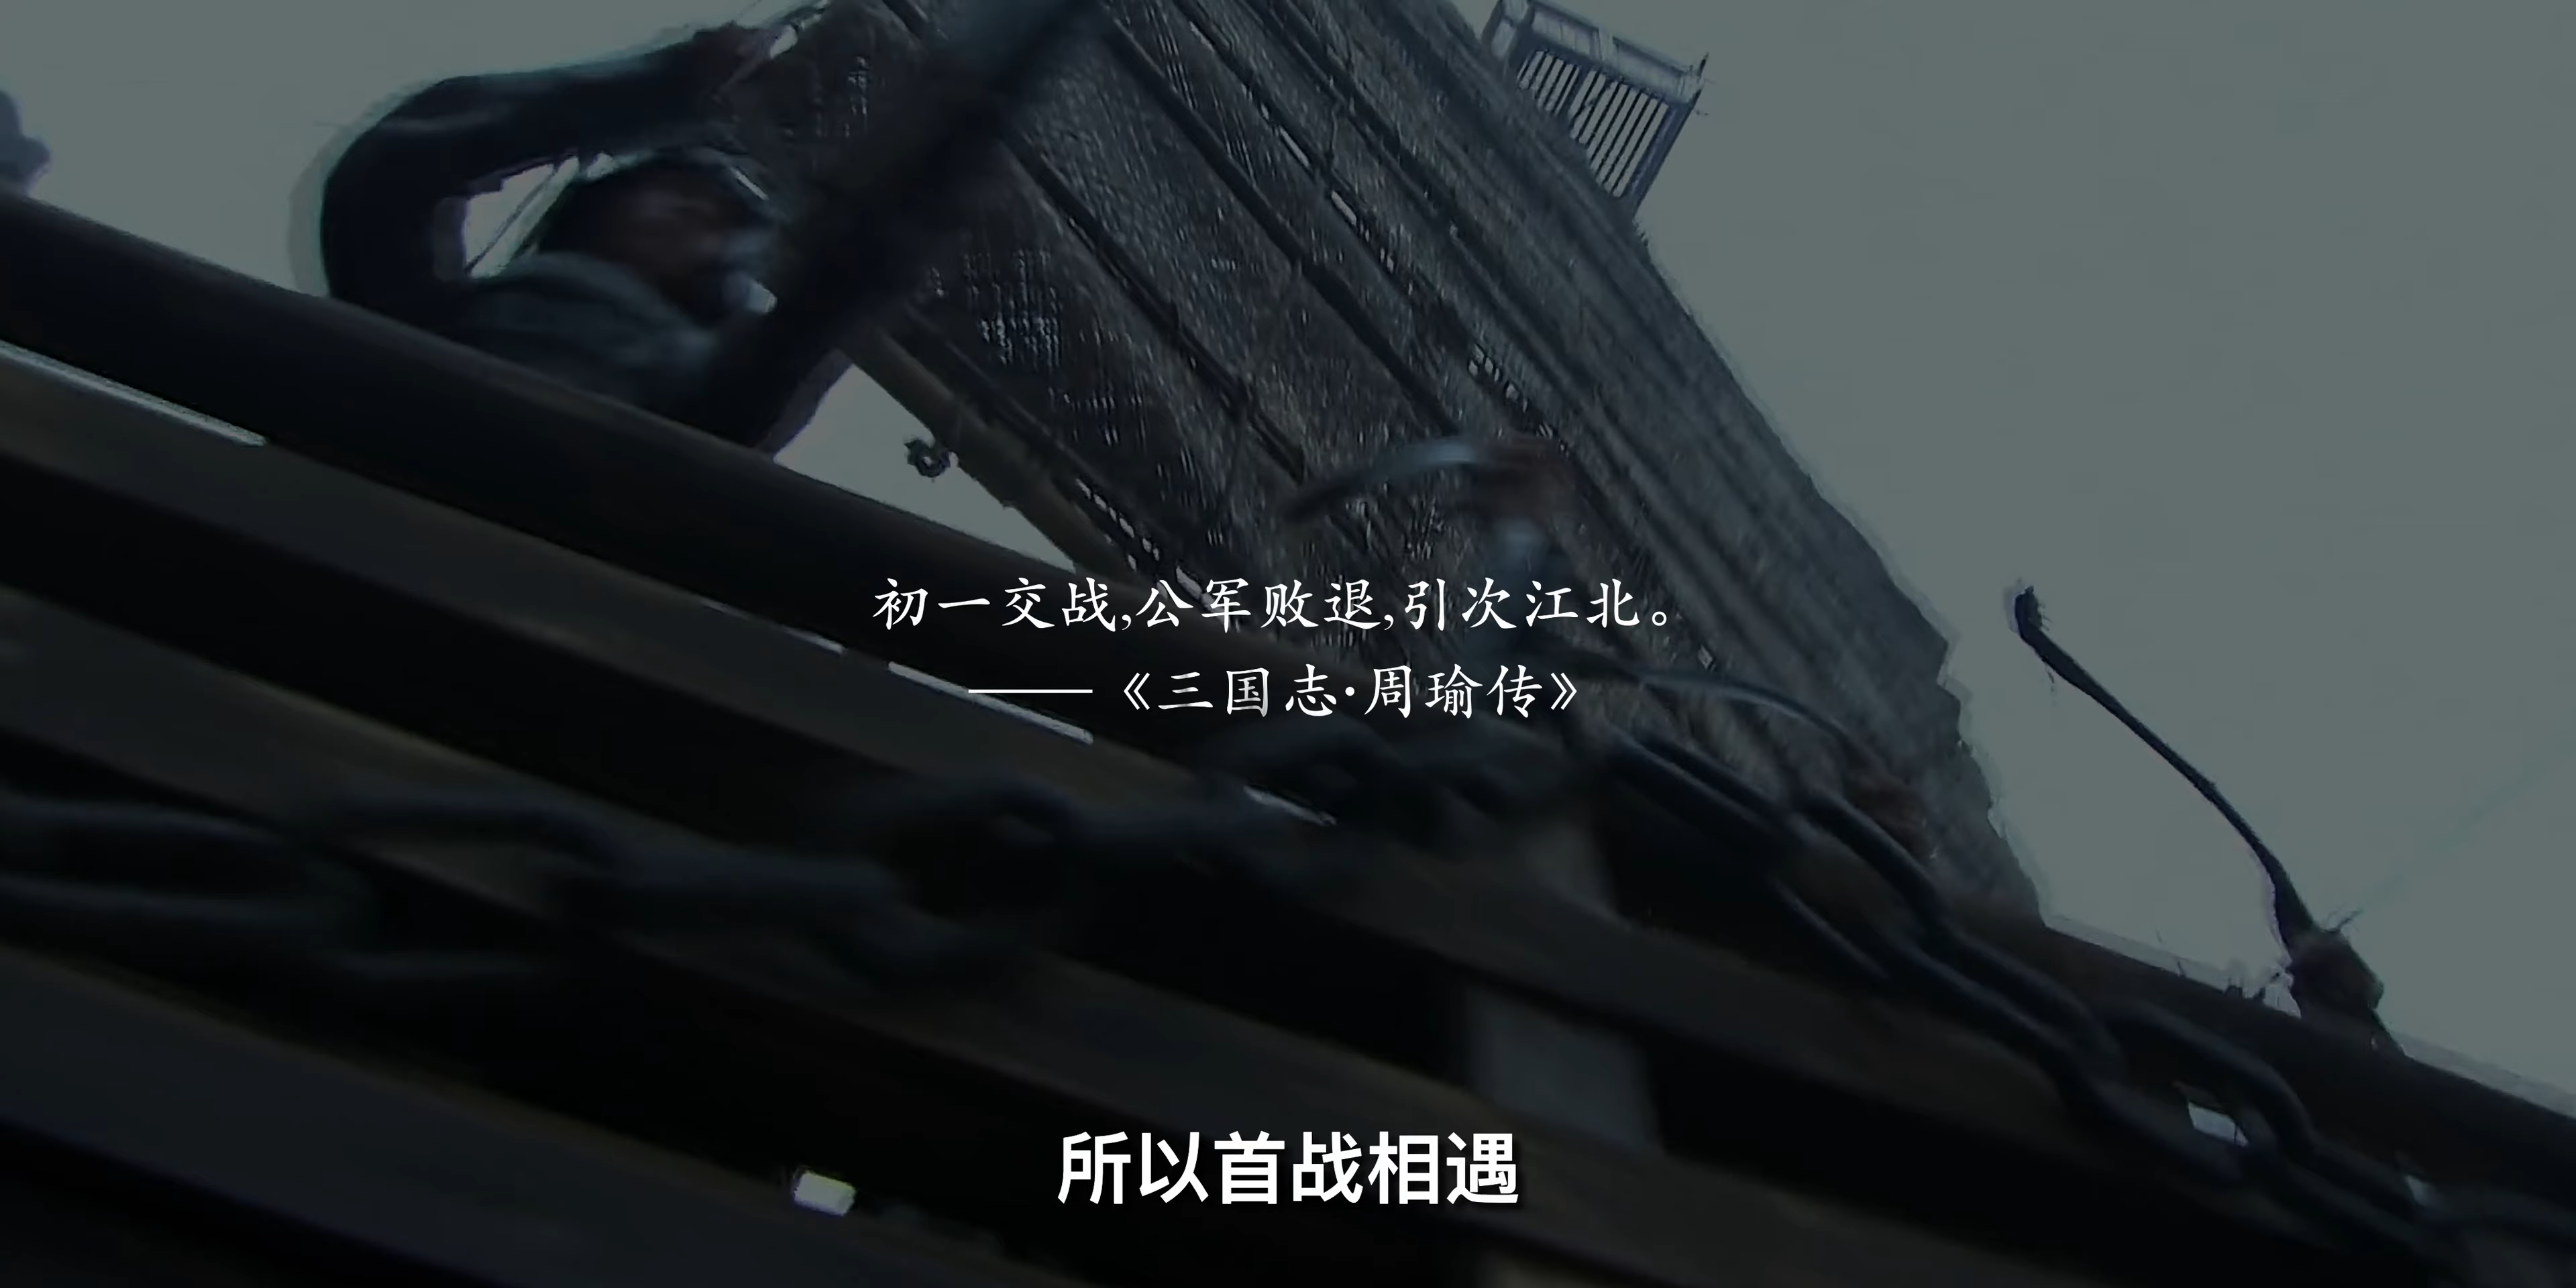 初一交战,公军败退,引次江北。
——《三国志·周瑜传》
所以首战相遇